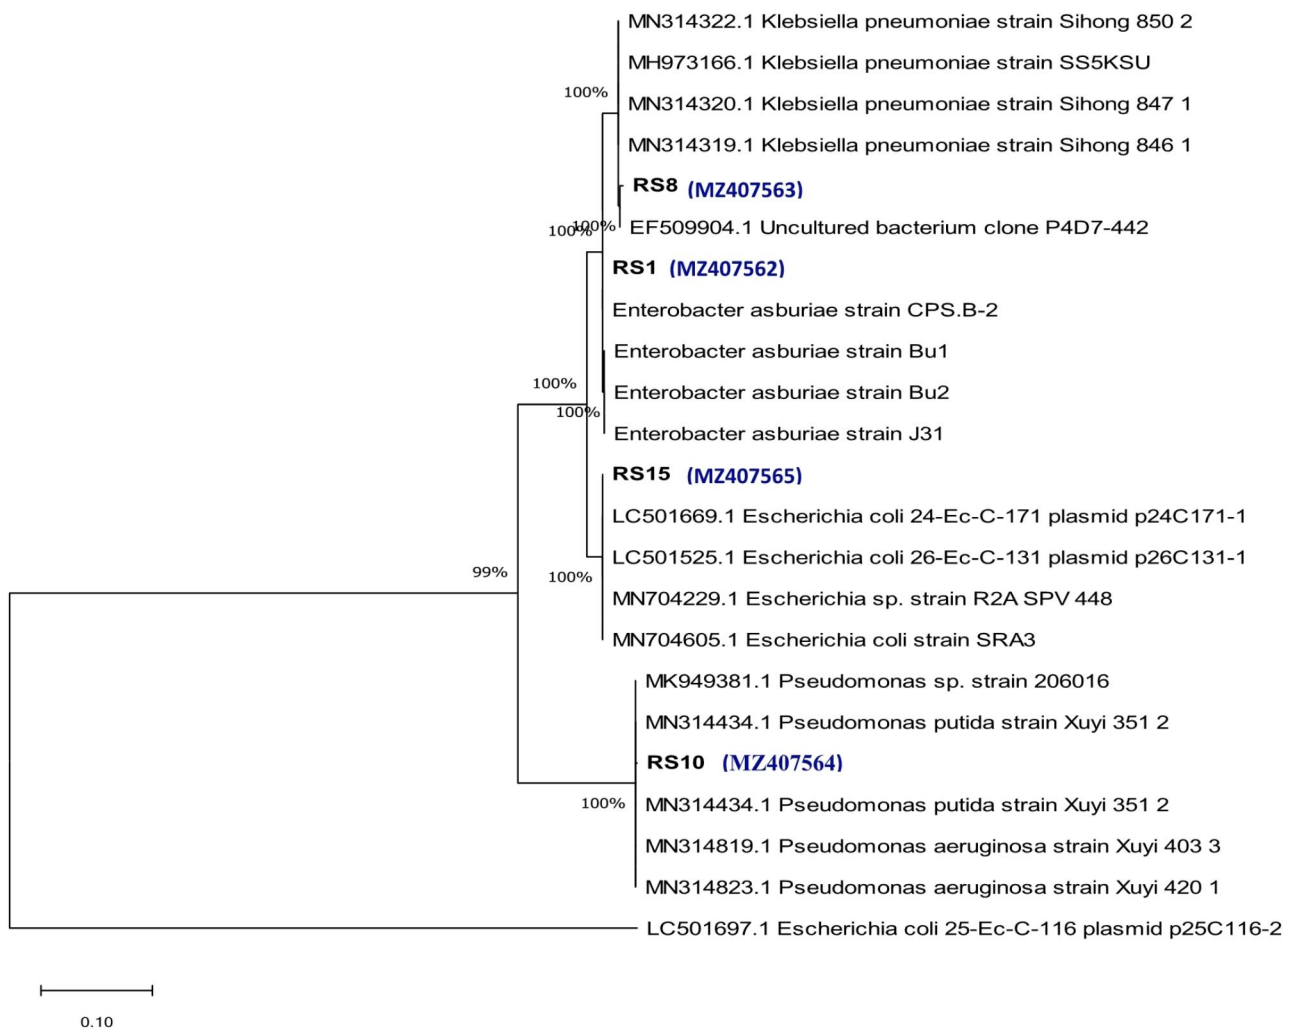 MN314322.1 Klebsiella pneumoniae strain Sihong 850 2
MH973166.1 Klebsiella pneumoniae strain SS5KSU
100%
MN314320.1 Klebsiella pneumoniae strain Sihong 847 1
MN314319.1 Klebsiella pneumoniae strain Sihong 846 1
RS8 (MZ407563)
100%
100%
EF509904.1 Uncultured bacterium clone P4D7-442
RS1 (MZ407562)
Enterobacter asburiae strain CPS.B-2
Enterobacter asburiae strain Bu1
100%
Enterobacter asburiae strain Bu2
100%
Enterobacter asburiae strain J31
RS15 (MZ407565)
LC501669.1 Escherichia coli 24-Ec-C-171 plasmid p24C171-1
LC501525.1 Escherichia coli 26-Ec-C-131 plasmid p26C131-1
99%
100%
MN704229.1 Escherichia sp. strain R2A SPV 448
MN704605.1 Escherichia coli strain SRA3
MK949381.1 Pseudomonas sp. strain 206016
MN314434.1 Pseudomonas putida strain Xuyi 351 2
RS10 (MZ407564)
100%
MN314434.1 Pseudomonas putida strain Xuyi 351 2
MN314819.1 Pseudomonas aeruginosa strain Xuyi 403 3
MN314823.1 Pseudomonas aeruginosa strain Xuyi 420 1
LC501697.1 Escherichia coli 25-Ec-C-116 plasmid p25C116-2
0.10